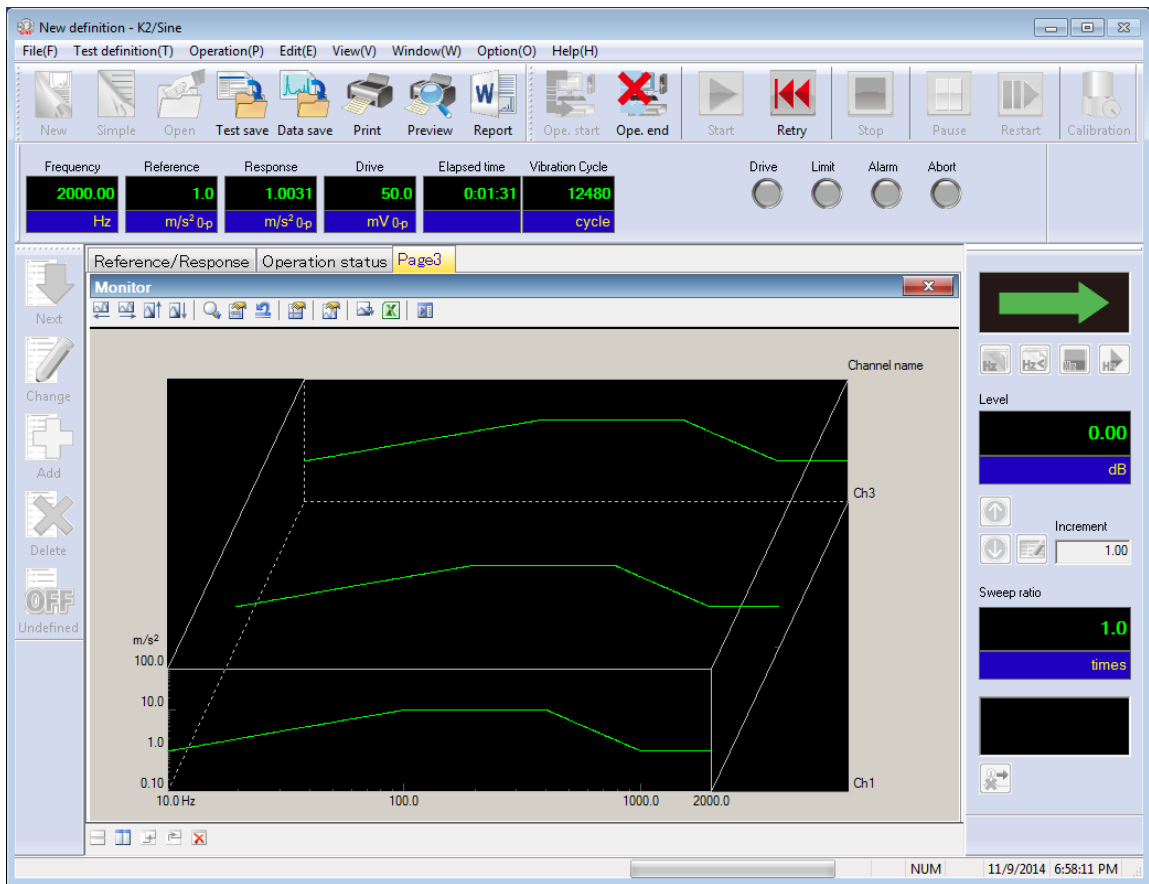 New definition - K2/Sine
File(F) Test definition(T) Operation(P) Edit(E) View(V) Window(W) Option(O) Help(H)
New Simple Open Test save Data save Print Preview Report Ope. start Ope. end Start Retry Stop Pause Restart Calibration
Frequency Reference Response Drive Elapsed time Vibration Cycle Drive Limit Alarm Abort
2000.00 1.0 1.0031 50.0 0:01:31 12480
Hz m/s² 0-p m/s² 0-p mV 0-p cycle
Reference/Response Operation status Page3
Monitor
Next
Change
Add
Delete
OFF
Undefined
Channel name
Ch3
m/s²
100.0
10.0
1.0
0.10
Ch1
10.0 Hz 100.0 1000.0 2000.0
Hz Hz< Hz Hz
Level
0.00
dB
Increment
1.00
Sweep ratio
1.0
times
NUM 11/9/2014 6:58:11 PM